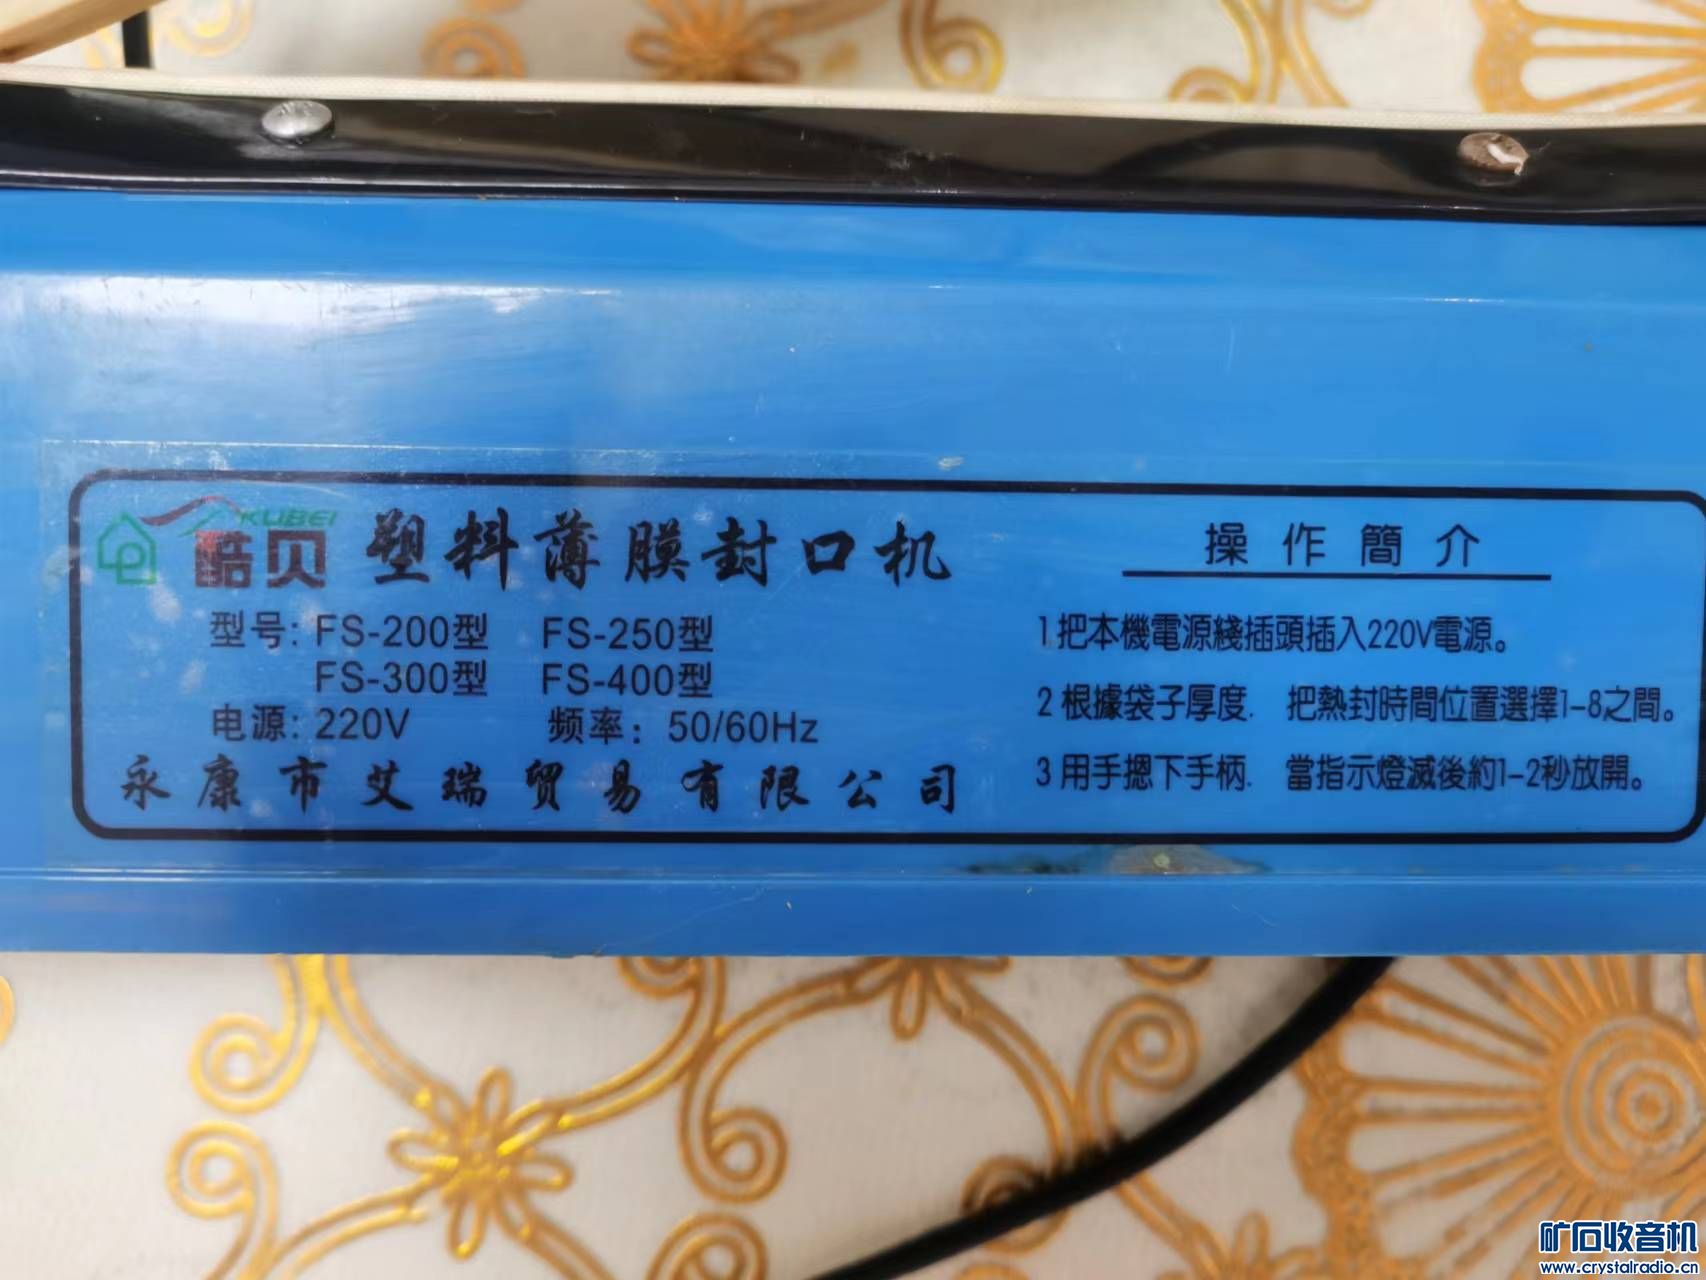 KUBEI
酷贝 塑料薄膜封口机
型号: FS-200型 FS-250型
FS-300型 FS-400型
电源: 220V 频率: 50/60Hz
永康市艾瑞贸易有限公司
操作簡介
1 把本機電源綫插頭插入220V電源。
2 根據袋子厚度. 把熱封時間位置選擇1-8之間。
3 用手摁下手柄. 當指示燈滅後約1-2秒放開。
矿石收音机
www.crystalradio.cn